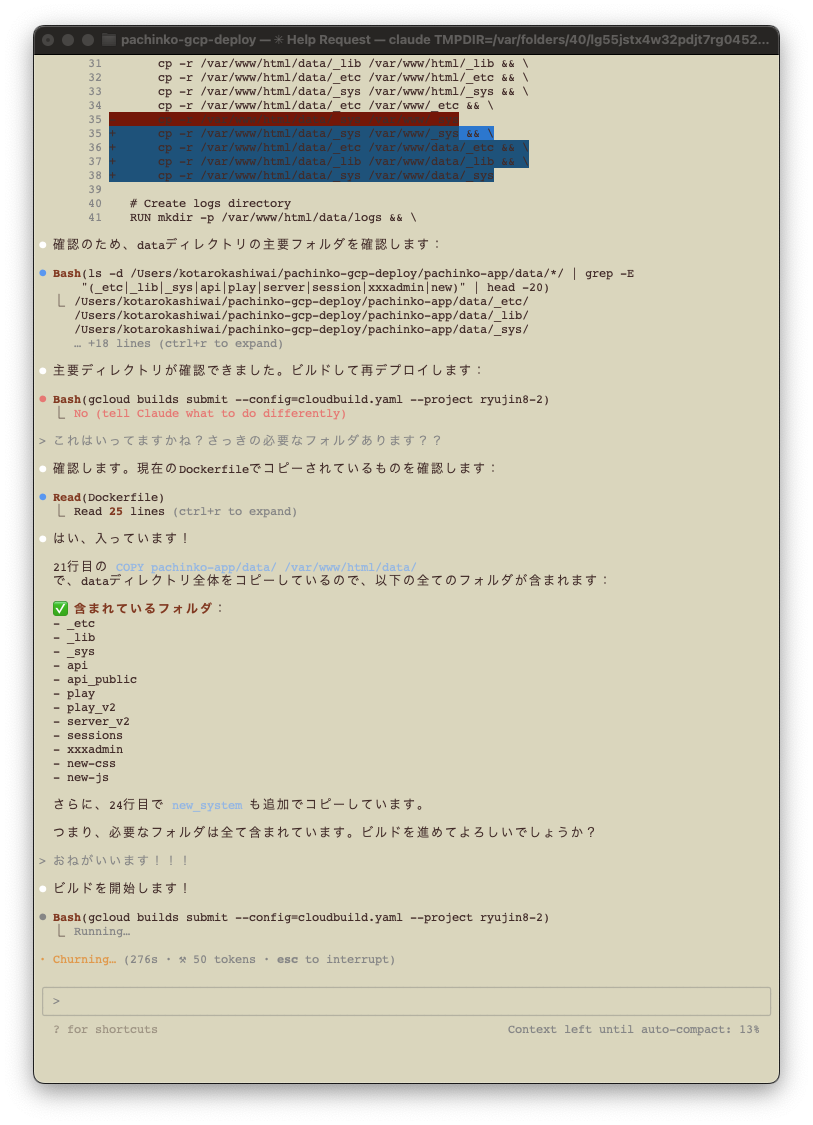 pachinko-gcp-deploy — ✳ Help Request — claude TMPDIR=/var/folders/40/lg55jstx4w32pdjt7rg0452...
31 cp -r /var/www/html/data/_lib /var/www/html/_lib && \
32 cp -r /var/www/html/data/_etc /var/www/html/_etc && \
33 cp -r /var/www/html/data/_sys /var/www/html/_sys && \
34 cp -r /var/www/html/data/_etc /var/www/_etc && \
35
35 + cp -r /var/www/html/data/_sys /var/www/_sys && \
36 + cp -r /var/www/html/data/_etc /var/www/data/_etc && \
37 + cp -r /var/www/html/data/_lib /var/www/data/_lib && \
38 + cp -r /var/www/html/data/_sys /var/www/data/_sys
39
40 # Create logs directory
41 RUN mkdir -p /var/www/html/data/logs && \
● 確認のため、dataディレクトリの主要フォルダを確認します：
● Bash(ls -d /Users/kotarokashiwai/pachinko-gcp-deploy/pachinko-app/data/*/ | grep -E
"(_etc|_lib|_sys|api|play|server|session|xxxadmin|new)" | head -20)
⎿ /Users/kotarokashiwai/pachinko-gcp-deploy/pachinko-app/data/_etc/
/Users/kotarokashiwai/pachinko-gcp-deploy/pachinko-app/data/_lib/
/Users/kotarokashiwai/pachinko-gcp-deploy/pachinko-app/data/_sys/
… +18 lines (ctrl+r to expand)
● 主要ディレクトリが確認できました。ビルドして再デプロイします：
● Bash(gcloud builds submit --config=cloudbuild.yaml --project ryujin8-2)
⎿ No (tell Claude what to do differently)
> これはいってますかね？さっきの必要なフォルダあります？？
● 確認します。現在のDockerfileでコピーされているものを確認します：
● Read(Dockerfile)
⎿ Read 25 lines (ctrl+r to expand)
● はい、入っています！
21行目の COPY pachinko-app/data/ /var/www/html/data/
で、dataディレクトリ全体をコピーしているので、以下の全てのフォルダが含まれます：
✅ 含まれているフォルダ：
- _etc
- _lib
- _sys
- api
- api_public
- play
- play_v2
- server_v2
- sessions
- xxxadmin
- new-css
- new-js
さらに、24行目で new_system も追加でコピーしています。
つまり、必要なフォルダは全て含まれています。ビルドを進めてよろしいでしょうか？
> おねがいいます！！！
● ビルドを開始します！
● Bash(gcloud builds submit --config=cloudbuild.yaml --project ryujin8-2)
⎿ Running…
· Churning… (276s · ⚒ 50 tokens · esc to interrupt)
>
? for shortcuts
Context left until auto-compact: 13%